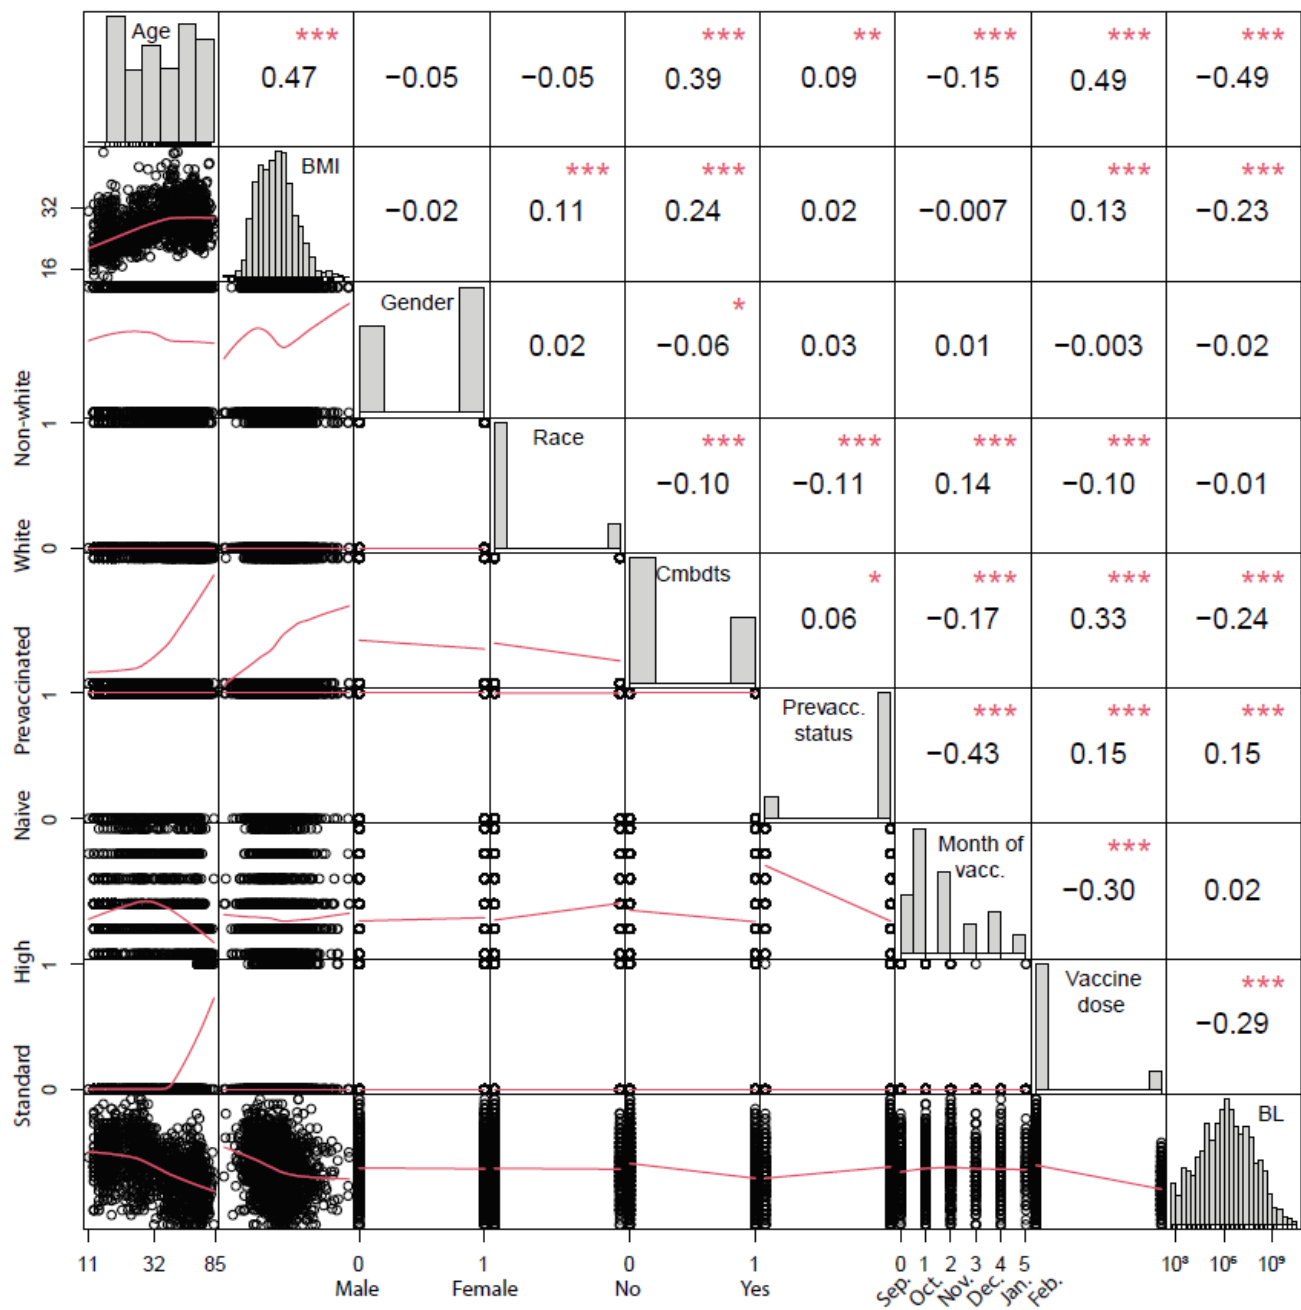 Age *** *** ** *** *** ***
0.47 −0.05 −0.05 0.39 0.09 −0.15 0.49 −0.49
BMI *** *** *** ***
−0.02 0.11 0.24 0.02 −0.007 0.13 −0.23
32
16
Gender *
0.02 −0.06 0.03 0.01 −0.003 −0.02
Non-white
1
Race *** *** *** ***
−0.10 −0.11 0.14 −0.10 −0.01
White
0
Cmbdts * *** *** ***
0.06 −0.17 0.33 −0.24
Prevaccinated
1
Prevacc. *** *** ***
status
−0.43 0.15 0.15
Naive
0
Month of ***
vacc.
−0.30 0.02
High
1
Vaccine ***
dose
−0.29
Standard
0
BL
11 32 85 0 1 0 1 0 1 2 3 4 5 10³ 10⁶ 10⁹
Male Female No Yes Sep. Oct. Nov. Dec. Jan. Feb.